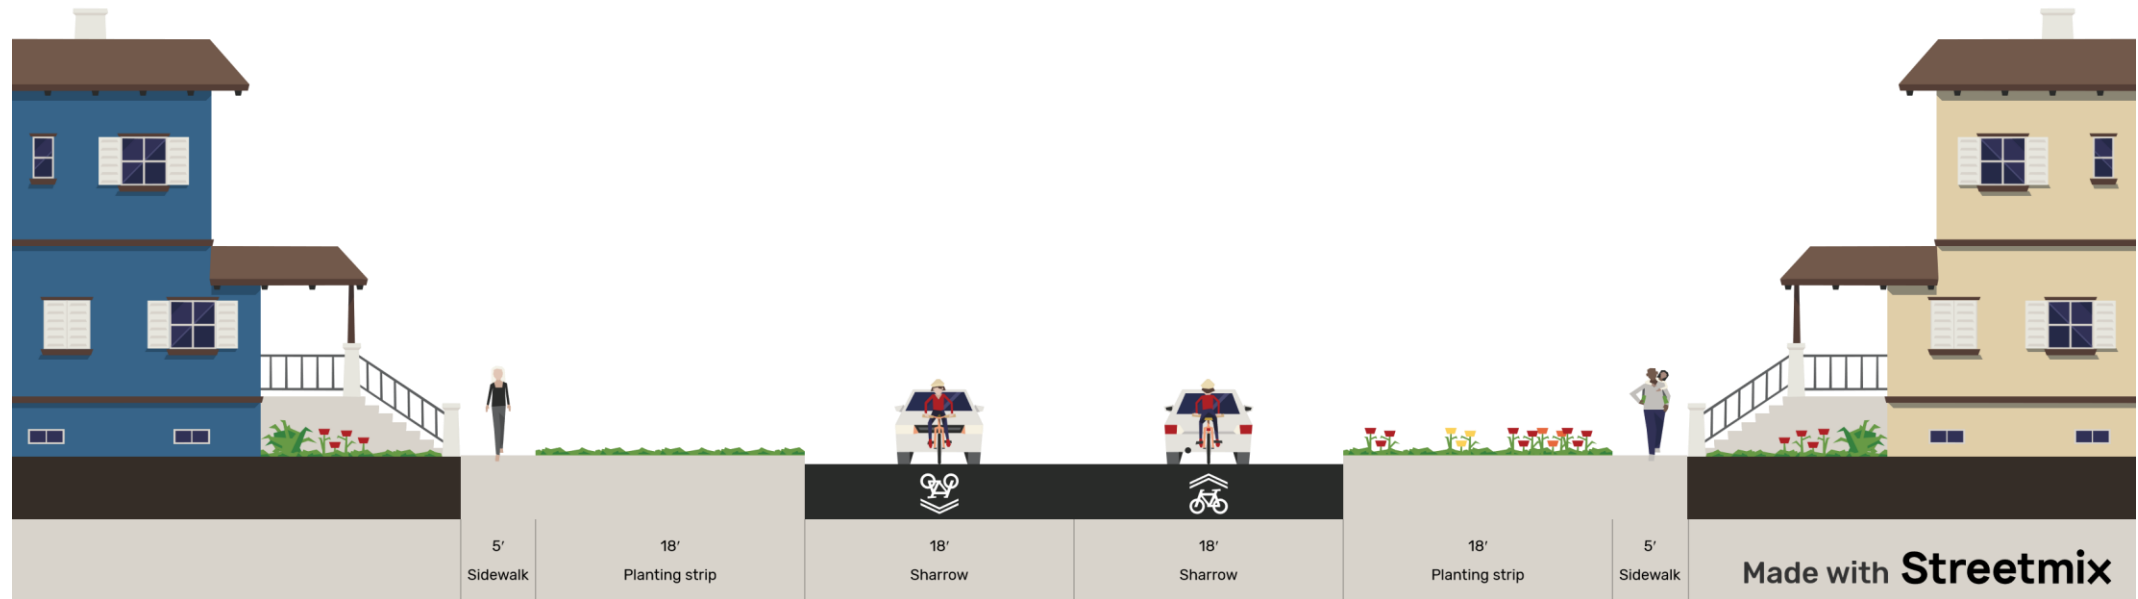 5′
Sidewalk
18′
Planting strip
18′
Sharrow
18′
Sharrow
18′
Planting strip
5′
Sidewalk
Made with Streetmix